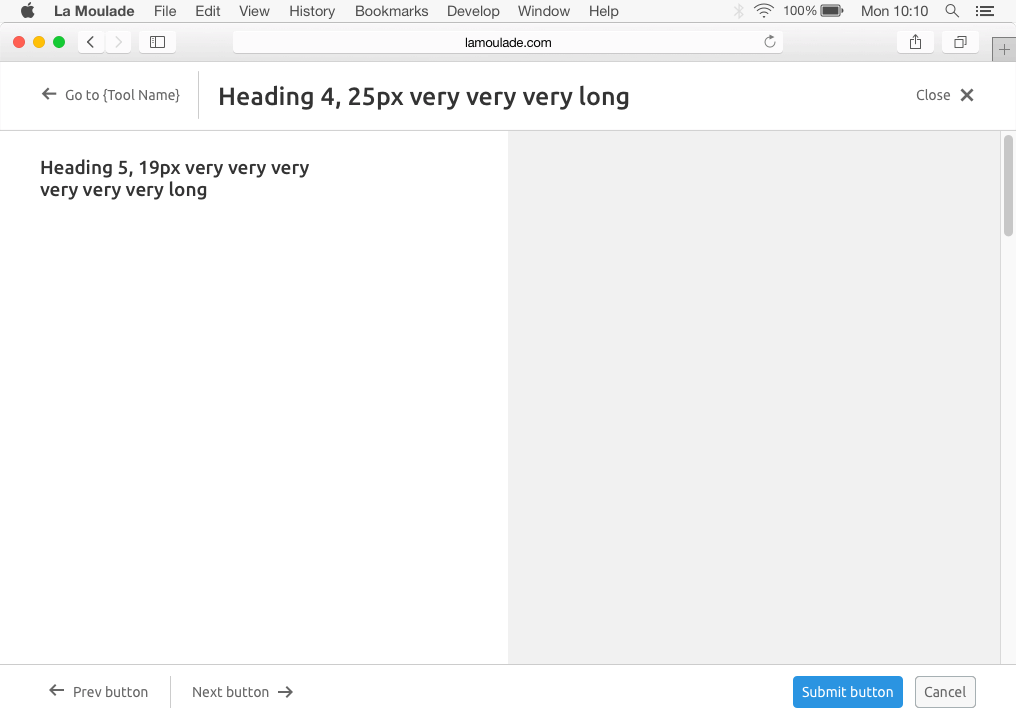 La Moulade File Edit View History Bookmarks Develop Window Help 100% Mon 10:10
lamoulade.com
Go to {Tool Name} Heading 4, 25px very very very long Close
Heading 5, 19px very very very
very very very long
Prev button Next button Submit button Cancel